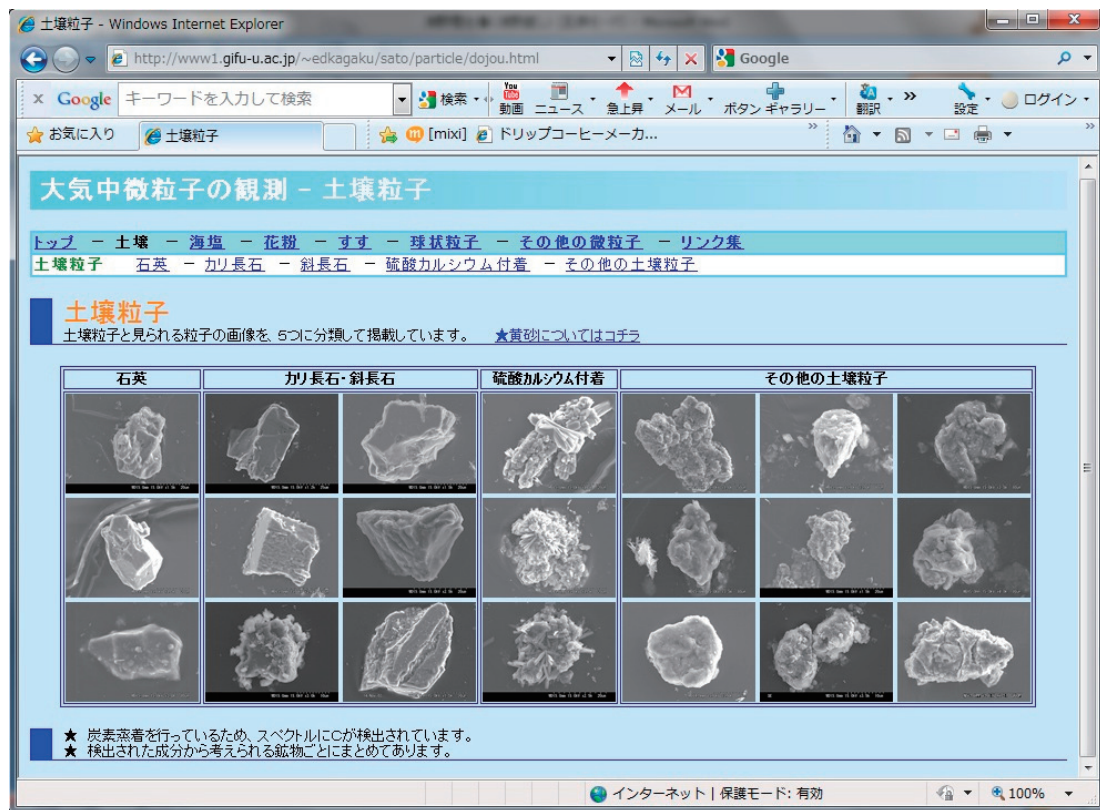 土壌粒子 - Windows Internet Explorer
http://www1.gifu-u.ac.jp/~edkagaku/sato/particle/dojou.html
Google
x Google キーワードを入力して検索 検索 You Tube 動画 ニュース 急上昇 メール ボタン ギャラリー 翻訳 » 設定 ログイン
お気に入り 土壌粒子 [mixi] ドリップコーヒーメーカ... » »
大気中微粒子の観測 − 土壌粒子
トップ − 土壌 − 海塩 − 花粉 − すす − 球状粒子 − その他の微粒子 − リンク集
土壌粒子 石英 − カリ長石 − 斜長石 − 硫酸カルシウム付着 − その他の土壌粒子
土壌粒子
土壌粒子と見られる粒子の画像を、5つに分類して掲載しています。 ★黄砂についてはコチラ
石英 カリ長石・斜長石 硫酸カルシウム付着 その他の土壌粒子
★ 炭素蒸着を行っているため、スペクトルにCが検出されています。
★ 検出された成分から考えられる鉱物ごとにまとめてあります。
インターネット | 保護モード: 有効 100%